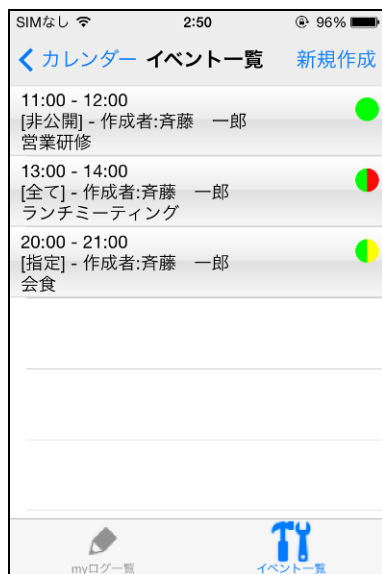 SIMなし 2:50 96%
カレンダー イベント一覧 新規作成
11:00 - 12:00
[非公開] - 作成者:斉藤　一郎
営業研修
13:00 - 14:00
[全て] - 作成者:斉藤　一郎
ランチミーティング
20:00 - 21:00
[指定] - 作成者:斉藤　一郎
会食
myログ一覧 イベント一覧